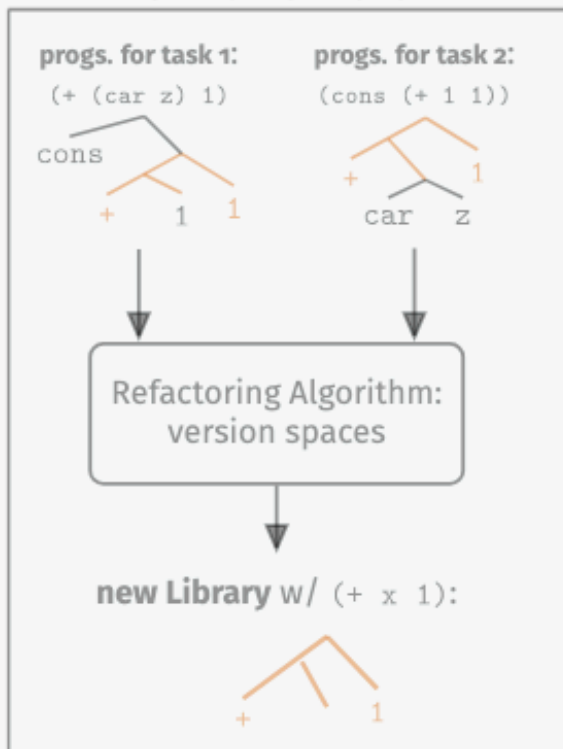 progs. for task 1:
(+ (car z) 1)
cons
+ 1 1
progs. for task 2:
(cons (+ 1 1))
+ 1
car z
Refactoring Algorithm:
version spaces
new Library w/ (+ x 1):
+ 1